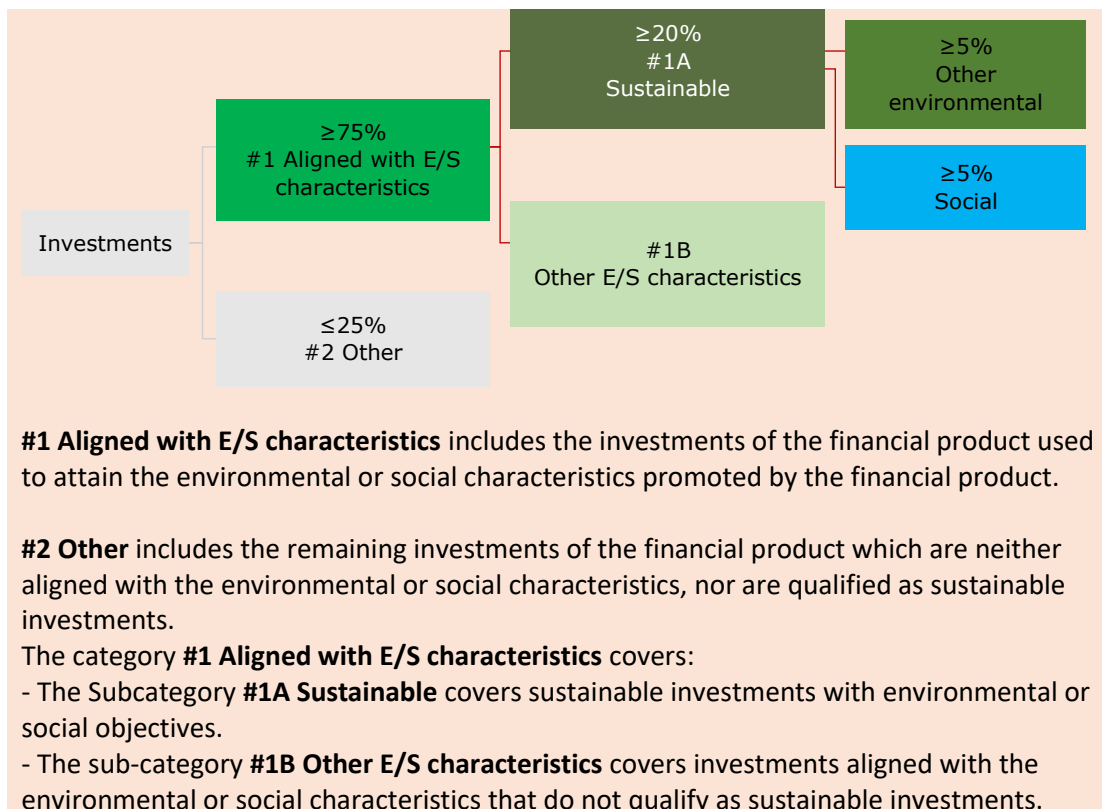 ≥20%
#1A
Sustainable
≥5%
Other
environmental
≥75%
#1 Aligned with E/S
characteristics
≥5%
Social
Investments
#1B
Other E/S characteristics
≤25%
#2 Other
#1 Aligned with E/S characteristics includes the investments of the financial product used
to attain the environmental or social characteristics promoted by the financial product.
#2 Other includes the remaining investments of the financial product which are neither
aligned with the environmental or social characteristics, nor are qualified as sustainable
investments.
The category #1 Aligned with E/S characteristics covers:
- The Subcategory #1A Sustainable covers sustainable investments with environmental or
social objectives.
- The sub-category #1B Other E/S characteristics covers investments aligned with the
environmental or social characteristics that do not qualify as sustainable investments.